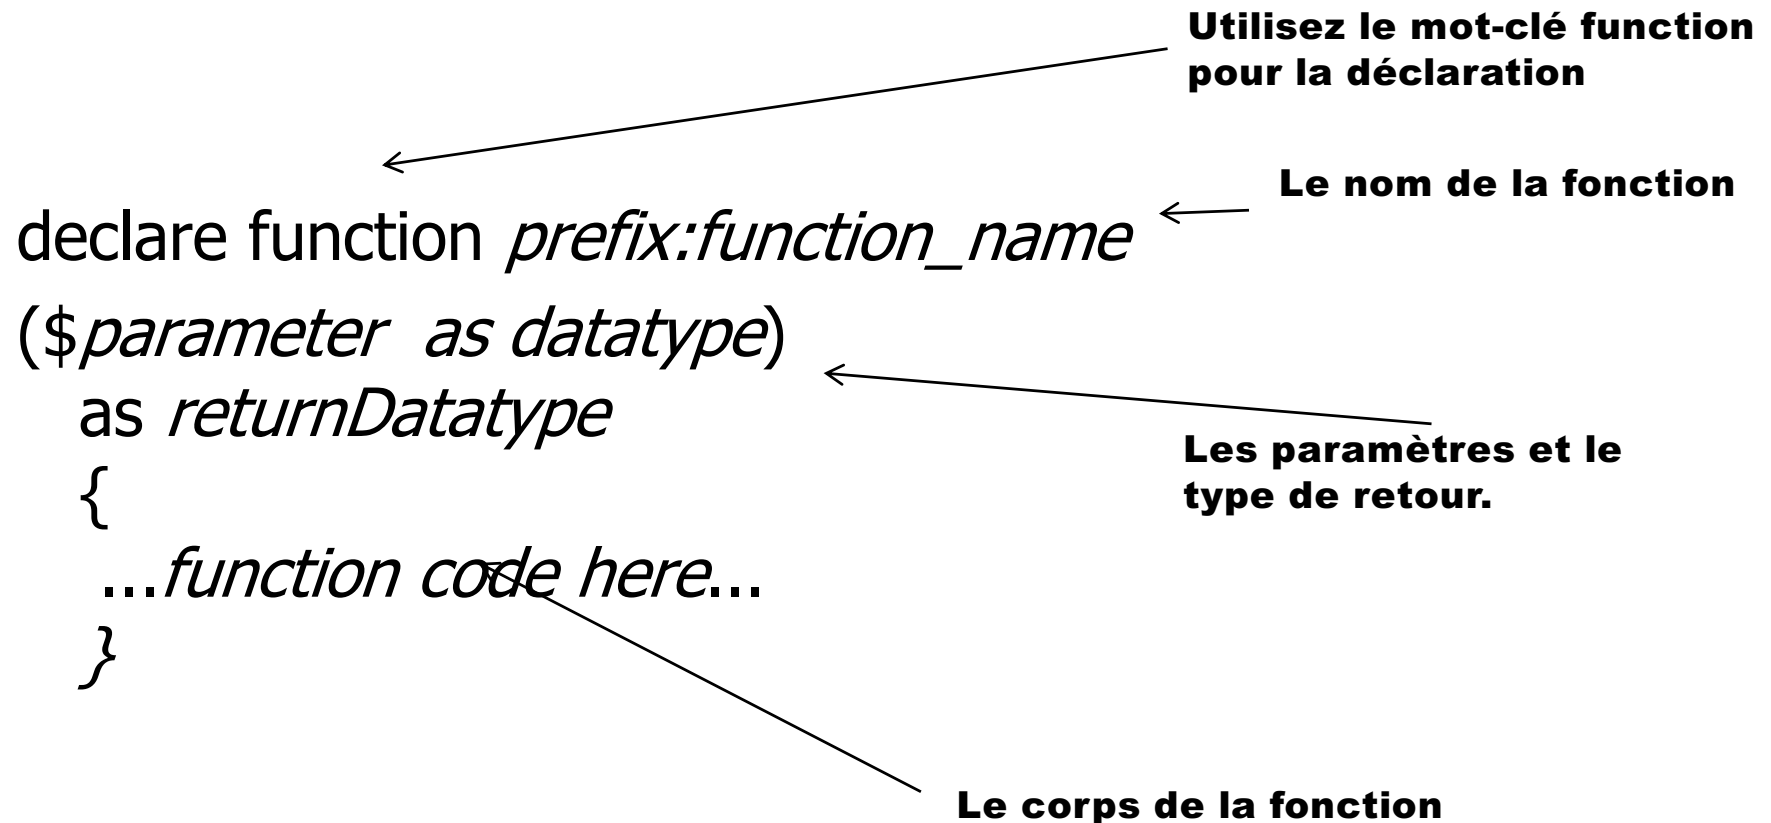 Utilisez le mot-clé function
pour la déclaration
Le nom de la fonction
declare function prefix:function_name
($parameter as datatype)
as returnDatatype
{
...function code here...
}
Les paramètres et le
type de retour.
Le corps de la fonction